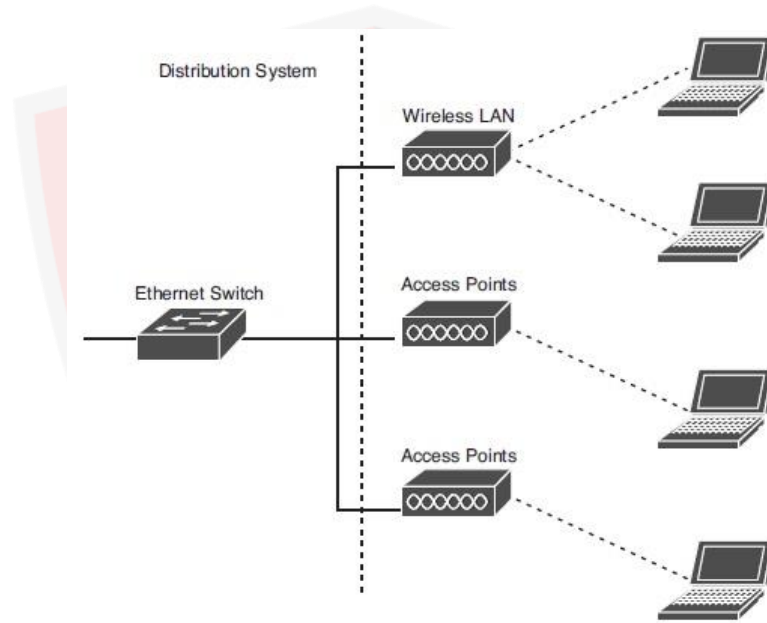 Distribution System
Wireless LAN
Ethernet Switch
Access Points
Access Points